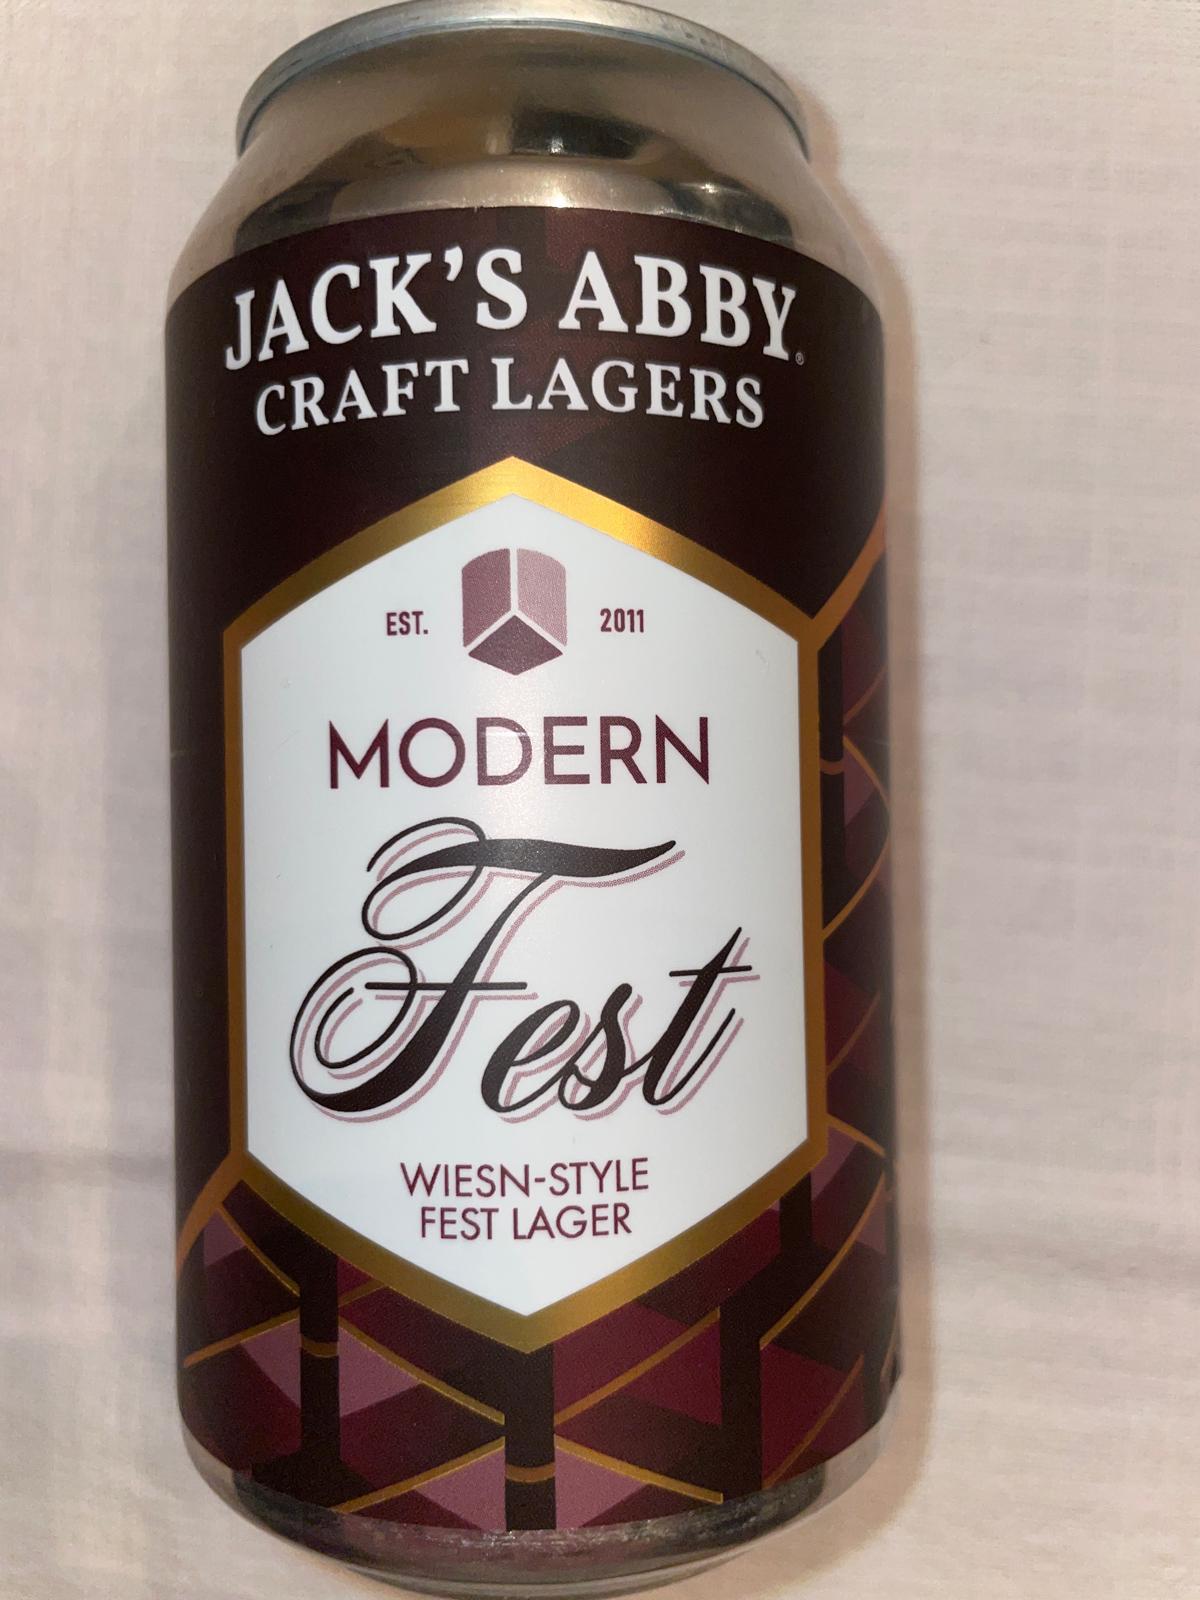 JACK'S ABBY®
CRAFT LAGERS
EST. 2011
MODERN
Fest
WIESN-STYLE
FEST LAGER